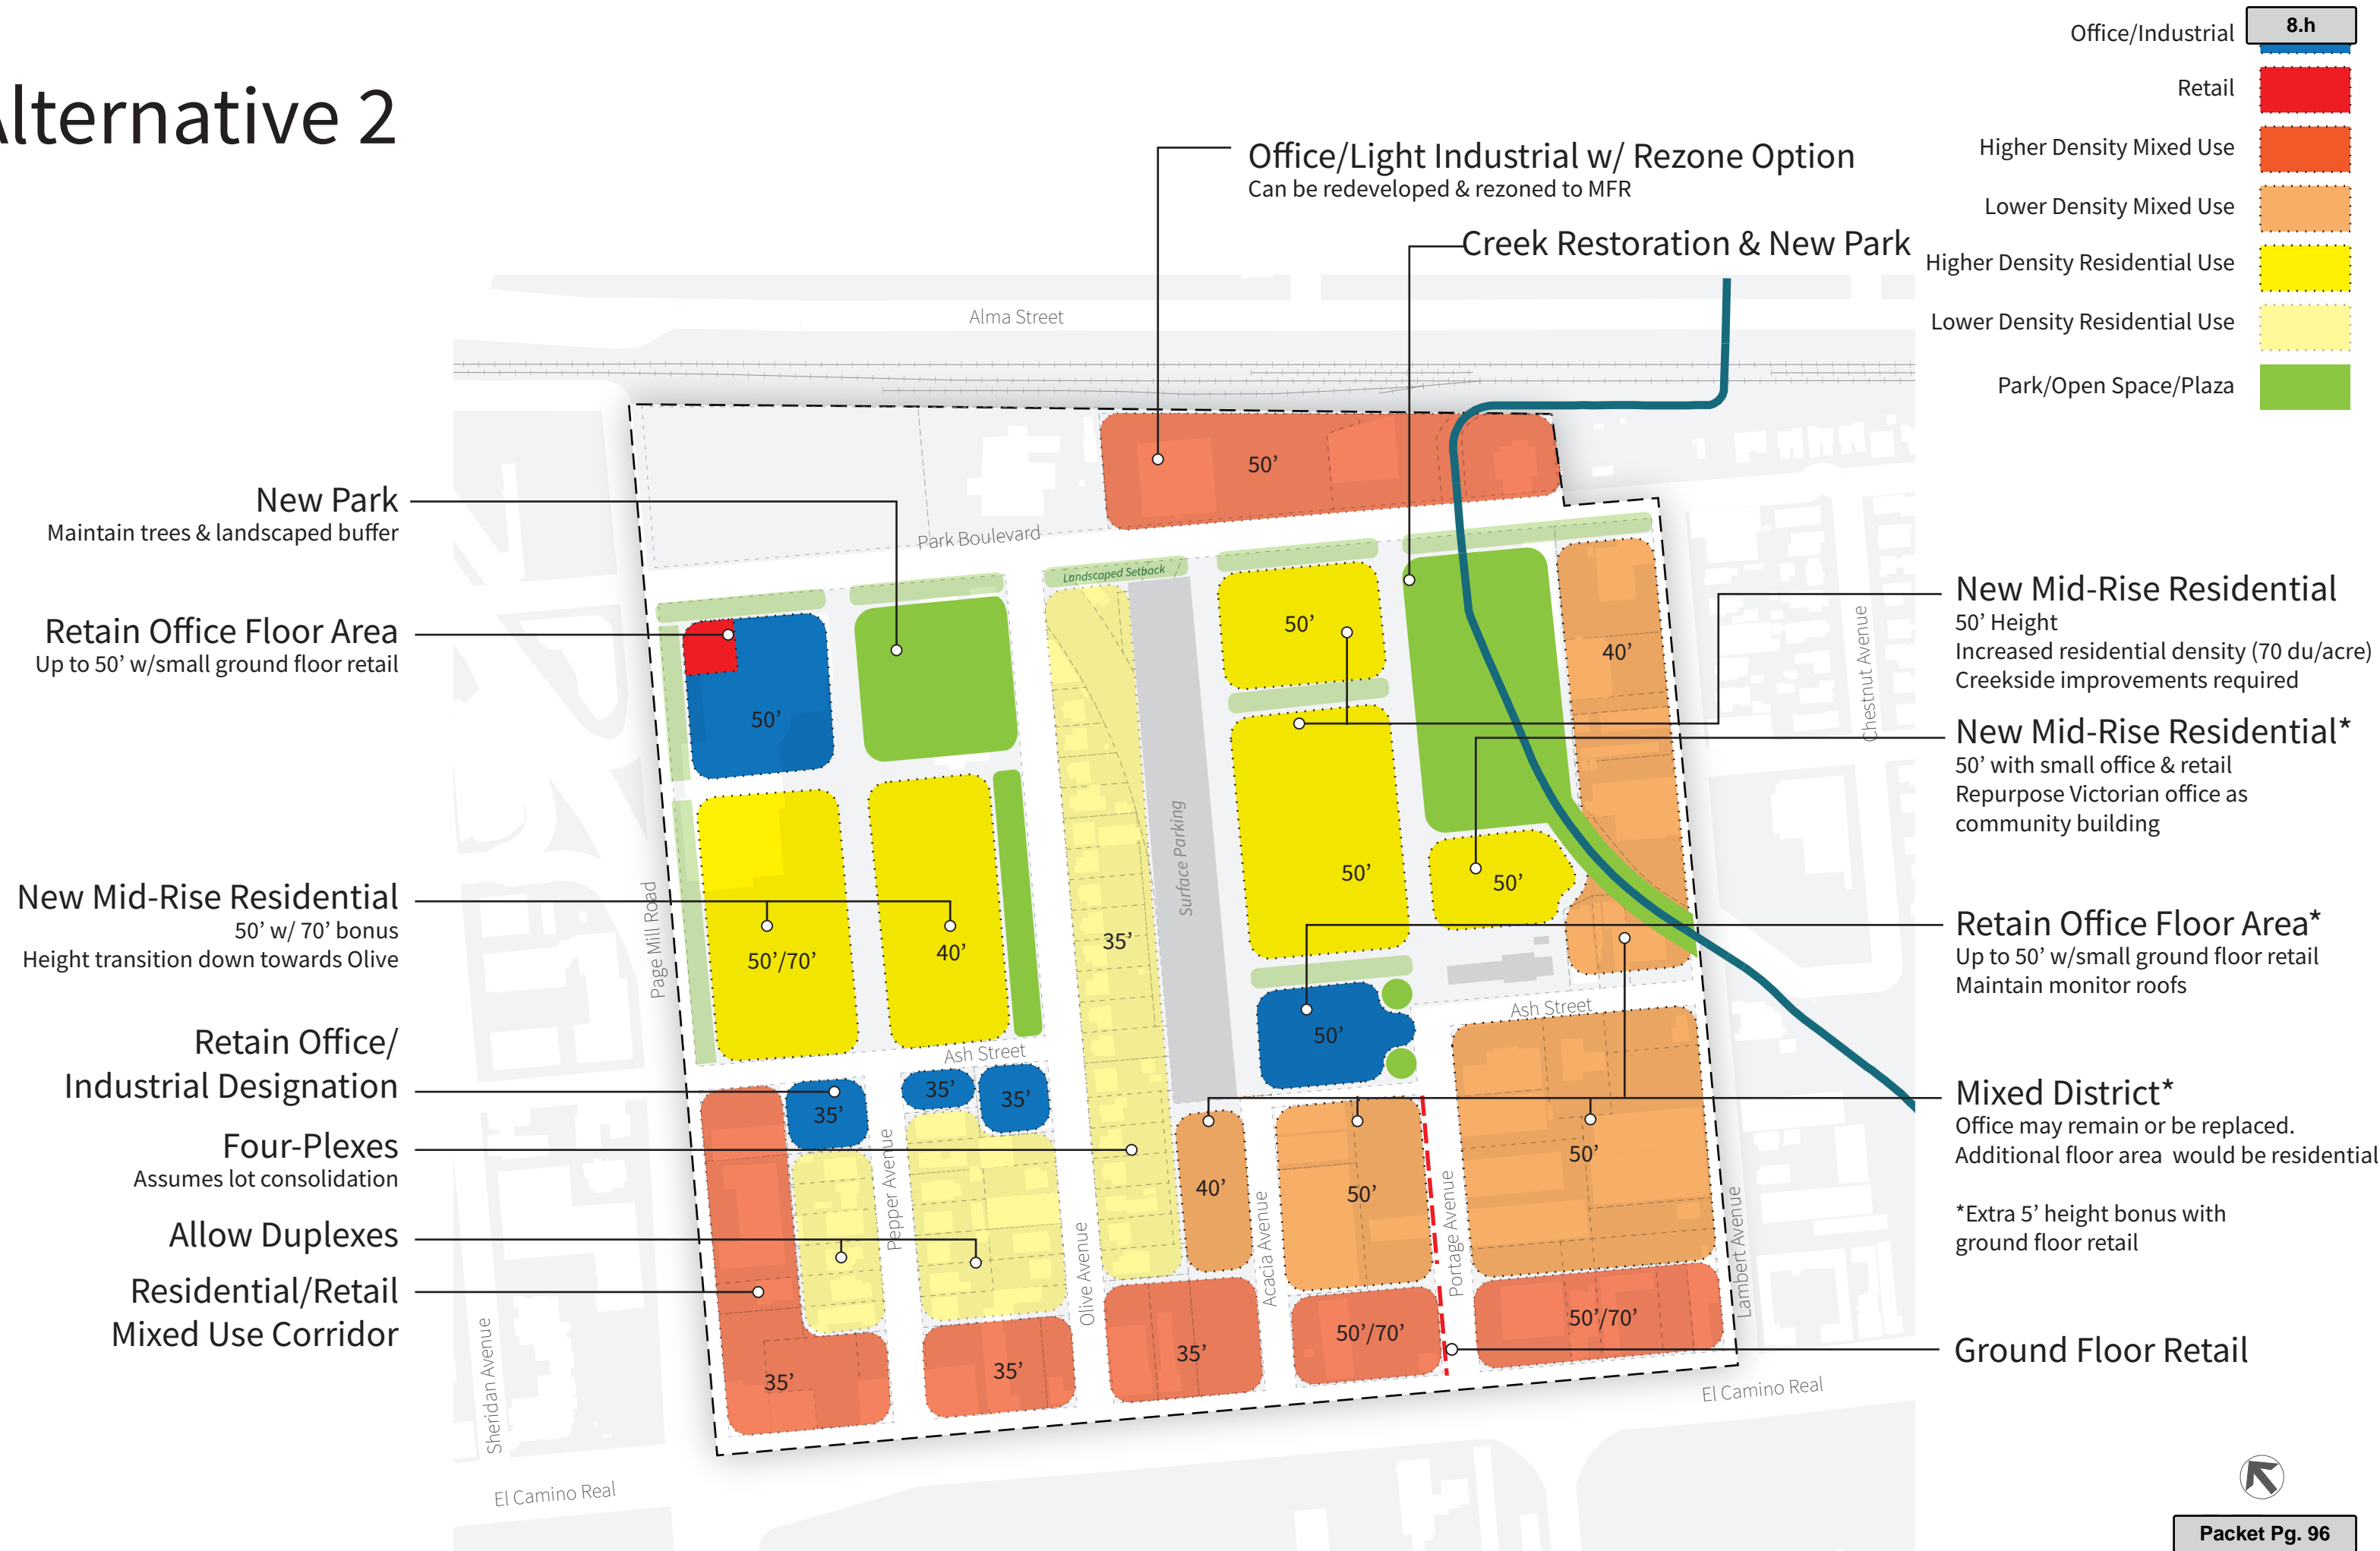 lternative 2
8.h
Office/Industrial
Retail
Higher Density Mixed Use
Lower Density Mixed Use
Higher Density Residential Use
Lower Density Residential Use
Park/Open Space/Plaza
Office/Light Industrial w/ Rezone Option
Can be redeveloped & rezoned to MFR
Creek Restoration & New Park
New Park
Maintain trees & landscaped buffer
Retain Office Floor Area
Up to 50’ w/small ground floor retail
New Mid-Rise Residential
50’ w/ 70’ bonus
Height transition down towards Olive
Retain Office/
Industrial Designation
Four-Plexes
Assumes lot consolidation
Allow Duplexes
Residential/Retail
Mixed Use Corridor
Alma Street
50’
Park Boulevard
Landscaped Setback
50’
50’
40’
50’/70’
40’
35’
Surface Parking
50’
50’
50’
Page Mill Road
Chestnut Avenue
Ash Street
Ash Street
35’
35’
35’
Pepper Avenue
Olive Avenue
40’
Acacia Avenue
50’
Portage Avenue
50’
Lambert Avenue
35’
35’
35’
50’/70’
50’/70’
Sheridan Avenue
El Camino Real
El Camino Real
New Mid-Rise Residential
50’ Height
Increased residential density (70 du/acre)
Creekside improvements required
New Mid-Rise Residential*
50’ with small office & retail
Repurpose Victorian office as
community building
Retain Office Floor Area*
Up to 50’ w/small ground floor retail
Maintain monitor roofs
Mixed District*
Office may remain or be replaced.
Additional floor area would be residential
*Extra 5’ height bonus with
ground floor retail
Ground Floor Retail
Packet Pg. 96